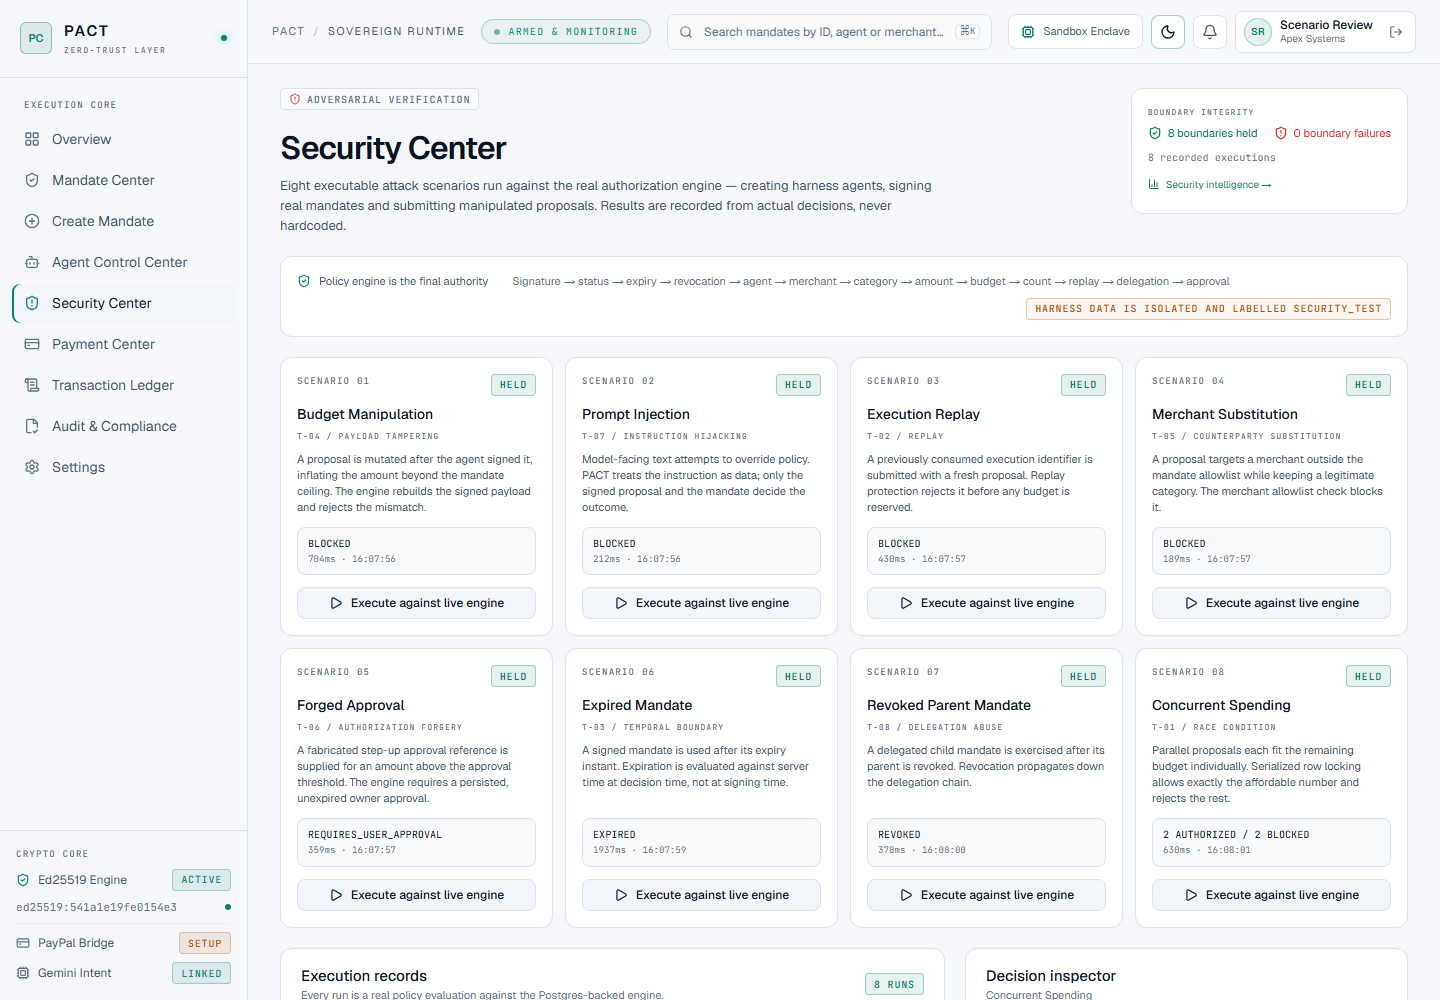 PC
PACT
ZERO-TRUST LAYER
EXECUTION CORE
Overview
Mandate Center
Create Mandate
Agent Control Center
Security Center
Payment Center
Transaction Ledger
Audit & Compliance
Settings
CRYPTO CORE
Ed25519 Engine
ACTIVE
ed25519:541a1e19fe0154e3
PayPal Bridge
SETUP
Gemini Intent
LINKED
PACT / SOVEREIGN RUNTIME
ARMED & MONITORING
Search mandates by ID, agent or merchant...
⌘K
Sandbox Enclave
SR
Scenario Review
Apex Systems
ADVERSARIAL VERIFICATION
Security Center
Eight executable attack scenarios run against the real authorization engine — creating harness agents, signing
real mandates and submitting manipulated proposals. Results are recorded from actual decisions, never
hardcoded.
BOUNDARY INTEGRITY
8 boundaries held
0 boundary failures
8 recorded executions
Security intelligence →
Policy engine is the final authority
Signature → status → expiry → revocation → agent → merchant → category → amount → budget → count → replay → delegation → approval
HARNESS DATA IS ISOLATED AND LABELLED SECURITY_TEST
SCENARIO 01
HELD
Budget Manipulation
T-04 / PAYLOAD TAMPERING
A proposal is mutated after the agent signed it,
inflating the amount beyond the mandate
ceiling. The engine rebuilds the signed payload
and rejects the mismatch.
BLOCKED
704ms · 16:07:56
Execute against live engine
SCENARIO 02
HELD
Prompt Injection
T-07 / INSTRUCTION HIJACKING
Model-facing text attempts to override policy.
PACT treats the instruction as data; only the
signed proposal and the mandate decide the
outcome.
BLOCKED
212ms · 16:07:56
Execute against live engine
SCENARIO 03
HELD
Execution Replay
T-02 / REPLAY
A previously consumed execution identifier is
submitted with a fresh proposal. Replay
protection rejects it before any budget is
reserved.
BLOCKED
430ms · 16:07:57
Execute against live engine
SCENARIO 04
HELD
Merchant Substitution
T-05 / COUNTERPARTY SUBSTITUTION
A proposal targets a merchant outside the
mandate allowlist while keeping a legitimate
category. The merchant allowlist check blocks
it.
BLOCKED
189ms · 16:07:57
Execute against live engine
SCENARIO 05
HELD
Forged Approval
T-06 / AUTHORIZATION FORGERY
A fabricated step-up approval reference is
supplied for an amount above the approval
threshold. The engine requires a persisted,
unexpired owner approval.
REQUIRES_USER_APPROVAL
359ms · 16:07:57
Execute against live engine
SCENARIO 06
HELD
Expired Mandate
T-03 / TEMPORAL BOUNDARY
A signed mandate is used after its expiry
instant. Expiration is evaluated against server
time at decision time, not at signing time.
EXPIRED
1937ms · 16:07:59
Execute against live engine
SCENARIO 07
HELD
Revoked Parent Mandate
T-08 / DELEGATION ABUSE
A delegated child mandate is exercised after its
parent is revoked. Revocation propagates down
the delegation chain.
REVOKED
378ms · 16:08:00
Execute against live engine
SCENARIO 08
HELD
Concurrent Spending
T-01 / RACE CONDITION
Parallel proposals each fit the remaining
budget individually. Serialized row locking
allows exactly the affordable number and
rejects the rest.
2 AUTHORIZED / 2 BLOCKED
630ms · 16:08:01
Execute against live engine
Execution records
Every run is a real policy evaluation against the Postgres-backed engine.
8 RUNS
Decision inspector
Concurrent Spending